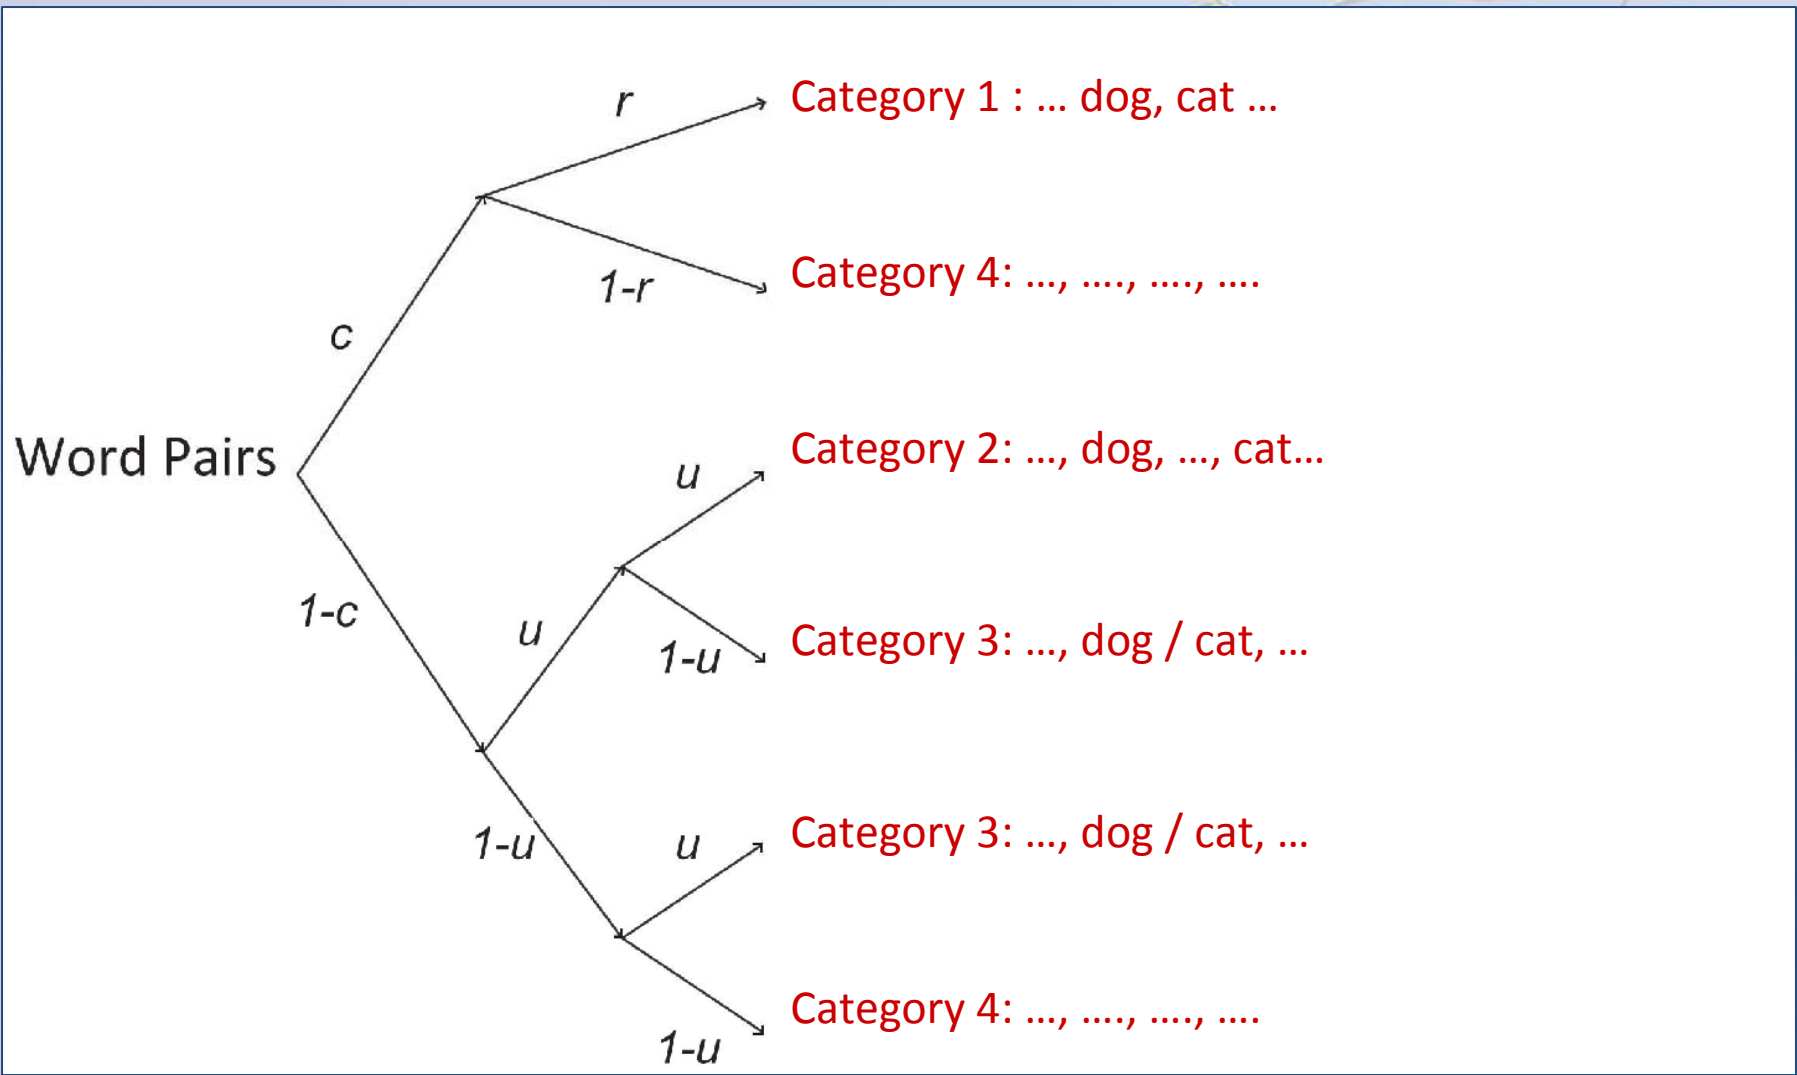 r
Category 1 : ... dog, cat ...
1-r
Category 4: ..., ...., ...., ....
c
Word Pairs
u
Category 2: ..., dog, ..., cat...
1-c
u
1-u
Category 3: ..., dog / cat, ...
1-u
u
Category 3: ..., dog / cat, ...
1-u
Category 4: ..., ...., ...., ....